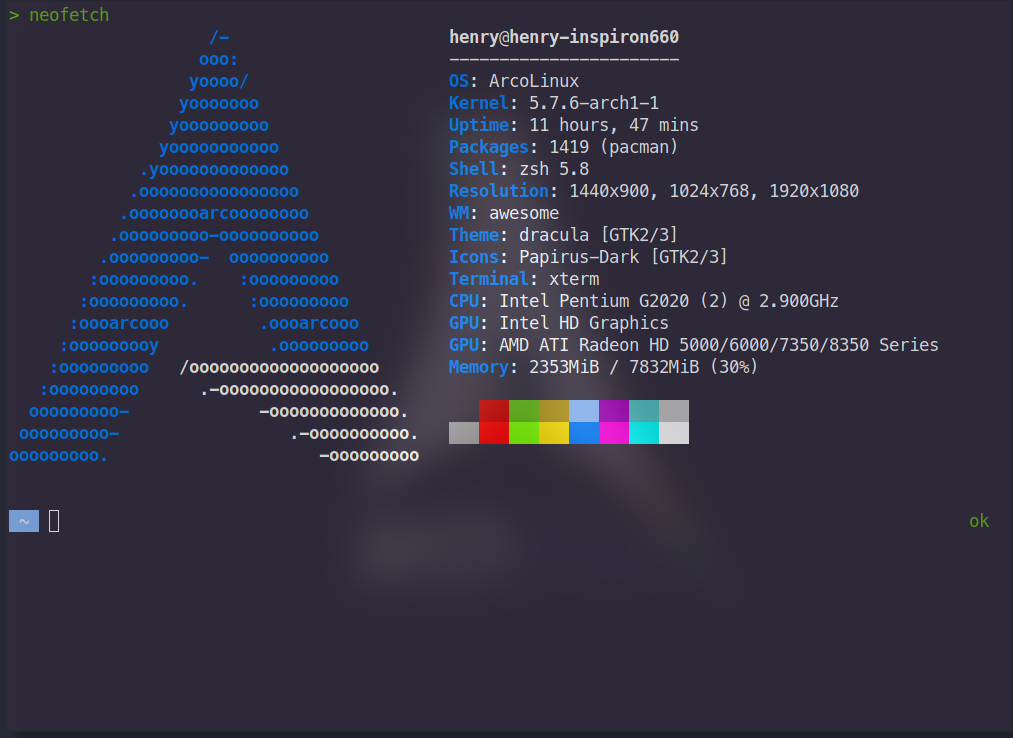 > neofetch
/-
ooo:
yoooo/
yooooooo
yooooooooo
yooooooooooo
.yooooooooooooo
.oooooooooooooooo
.ooooooooarcoooooooo
.ooooooooo-oooooooooo
.ooooooooo-  oooooooooo
:ooooooooo.    :ooooooooo
:ooooooooo.      :ooooooooo
:oooarcooo         .oooarcooo
:ooooooooy           .ooooooooo
:ooooooooo   /ooooooooooooooooooo
:ooooooooo      .-ooooooooooooooooo.
ooooooooo-             -ooooooooooooo.
ooooooooo-                 .-oooooooooo.
ooooooooo.                     -ooooooooo
henry@henry-inspiron660
-----------------------
OS: ArcoLinux
Kernel: 5.7.6-arch1-1
Uptime: 11 hours, 47 mins
Packages: 1419 (pacman)
Shell: zsh 5.8
Resolution: 1440x900, 1024x768, 1920x1080
WM: awesome
Theme: dracula [GTK2/3]
Icons: Papirus-Dark [GTK2/3]
Terminal: xterm
CPU: Intel Pentium G2020 (2) @ 2.900GHz
GPU: Intel HD Graphics
GPU: AMD ATI Radeon HD 5000/6000/7350/8350 Series
Memory: 2353MiB / 7832MiB (30%)
~ ok